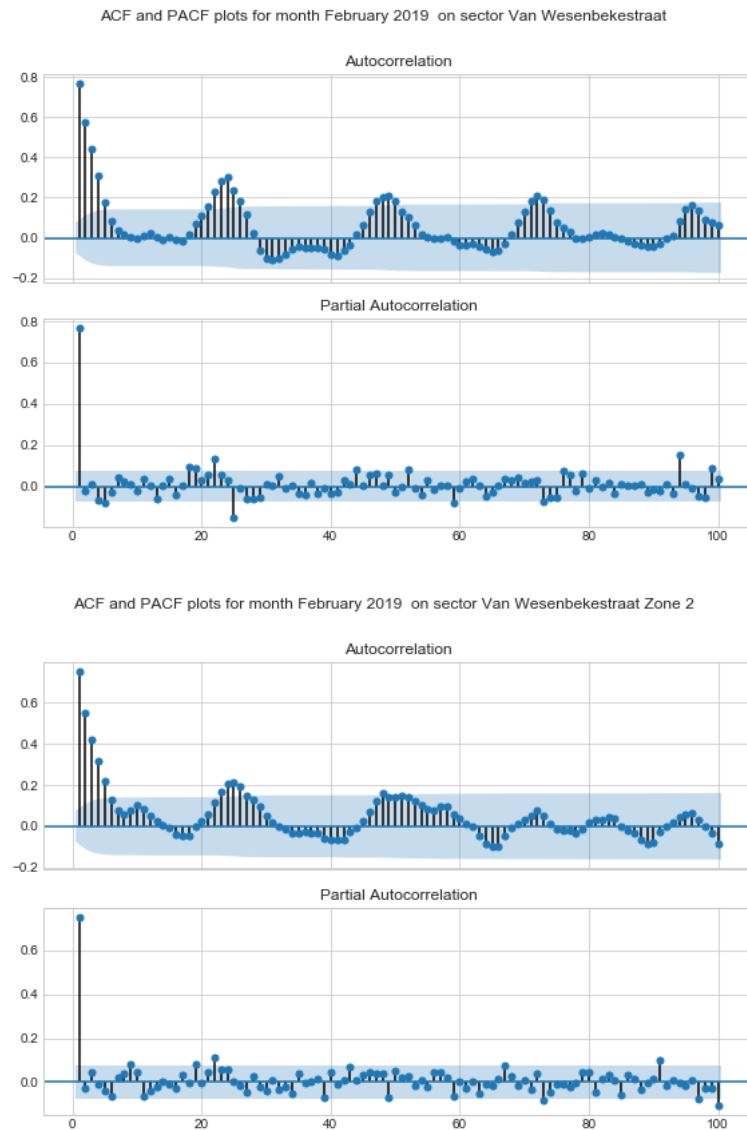 ACF and PACF plots for month February 2019 on sector Van Wesenbekestraat
Autocorrelation
0.8
0.6
0.4
0.2
0.0
−0.2
Partial Autocorrelation
0.8
0.6
0.4
0.2
0.0
0 20 40 60 80 100
ACF and PACF plots for month February 2019 on sector Van Wesenbekestraat Zone 2
Autocorrelation
0.6
0.4
0.2
0.0
−0.2
Partial Autocorrelation
0.6
0.4
0.2
0.0
0 20 40 60 80 100